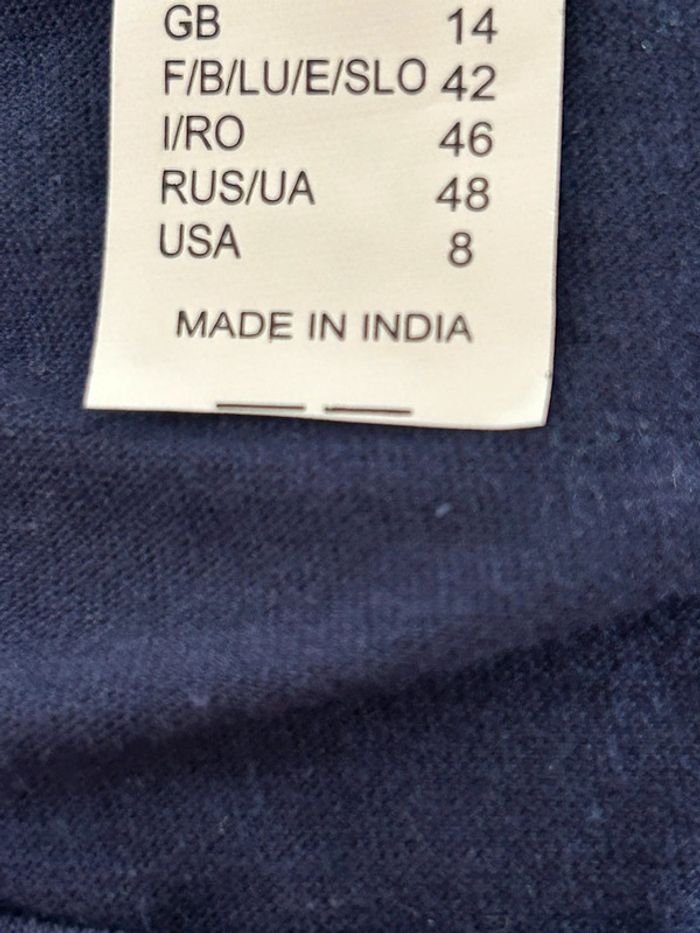 GB 14
F/B/LU/E/SLO 42
I/RO 46
RUS/UA 48
USA 8
MADE IN INDIA